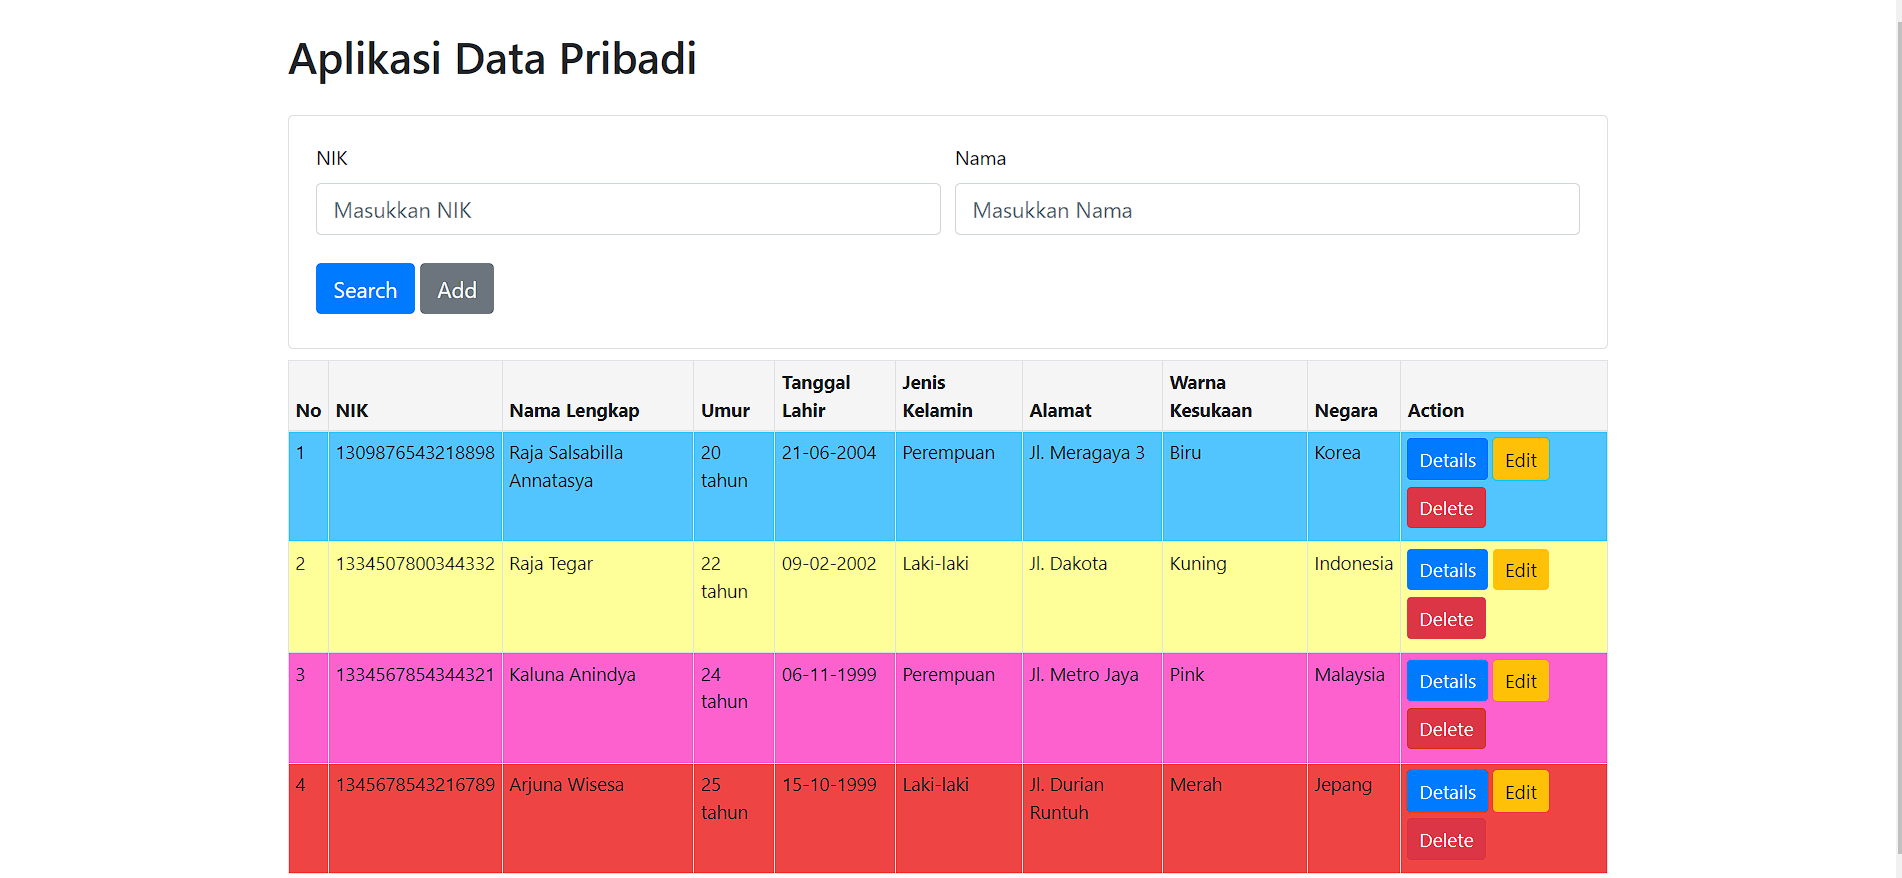 Aplikasi Data Pribadi
NIK
Nama
Masukkan NIK
Masukkan Nama
Search Add
No NIK Nama Lengkap Umur Tanggal Lahir Jenis Kelamin Alamat Warna Kesukaan Negara Action
1 1309876543218898 Raja Salsabilla Annatasya 20 tahun 21-06-2004 Perempuan Jl. Meragaya 3 Biru Korea Details Edit Delete
2 1334507800344332 Raja Tegar 22 tahun 09-02-2002 Laki-laki Jl. Dakota Kuning Indonesia Details Edit Delete
3 1334567854344321 Kaluna Anindya 24 tahun 06-11-1999 Perempuan Jl. Metro Jaya Pink Malaysia Details Edit Delete
4 1345678543216789 Arjuna Wisesa 25 tahun 15-10-1999 Laki-laki Jl. Durian Runtuh Merah Jepang Details Edit Delete